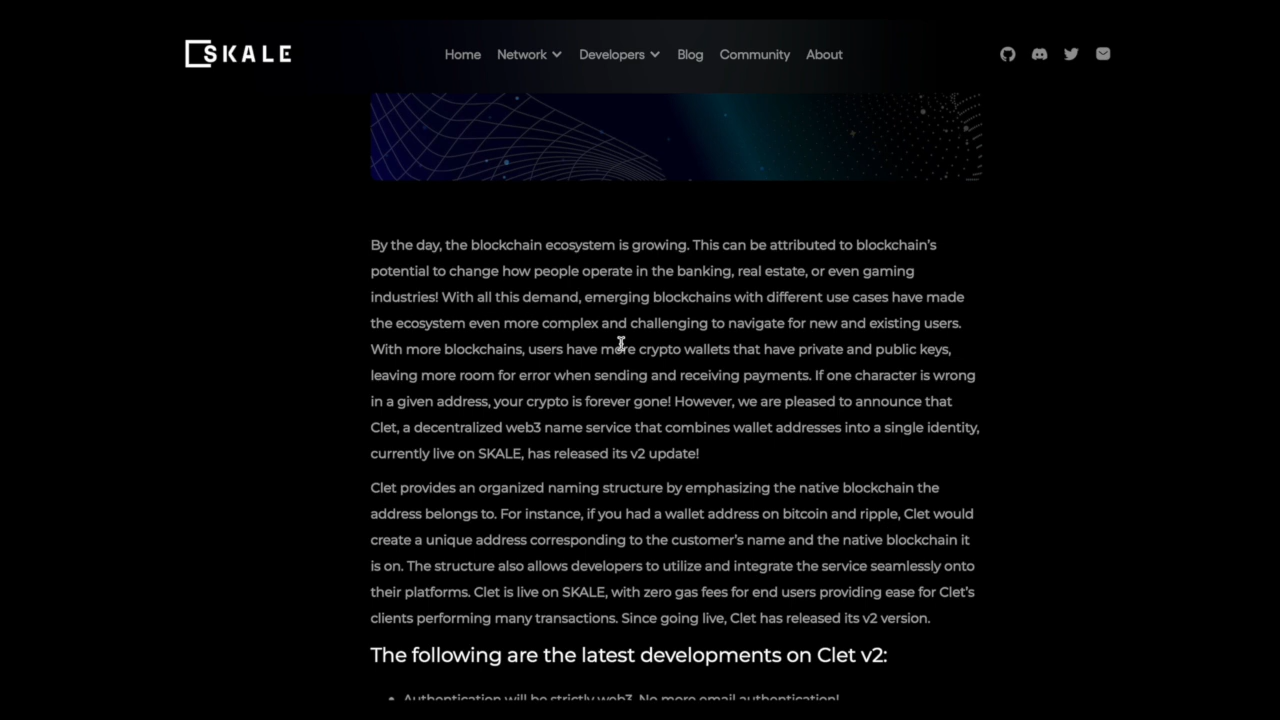 SKALE
Home Network Developers Blog Community About
By the day, the blockchain ecosystem is growing. This can be attributed to blockchain's
potential to change how people operate in the banking, real estate, or even gaming
industries! With all this demand, emerging blockchains with different use cases have made
the ecosystem even more complex and challenging to navigate for new and existing users.
With more blockchains, users have more crypto wallets that have private and public keys,
leaving more room for error when sending and receiving payments. If one character is wrong
in a given address, your crypto is forever gone! However, we are pleased to announce that
Clet, a decentralized web3 name service that combines wallet addresses into a single identity,
currently live on SKALE, has released its v2 update!
Clet provides an organized naming structure by emphasizing the native blockchain the
address belongs to. For instance, if you had a wallet address on bitcoin and ripple, Clet would
create a unique address corresponding to the customer's name and the native blockchain it
is on. The structure also allows developers to utilize and integrate the service seamlessly onto
their platforms. Clet is live on SKALE, with zero gas fees for end users providing ease for Clet's
clients performing many transactions. Since going live, Clet has released its v2 version.
The following are the latest developments on Clet v2:
• Authentication will be strictly web3. No more email authentication!